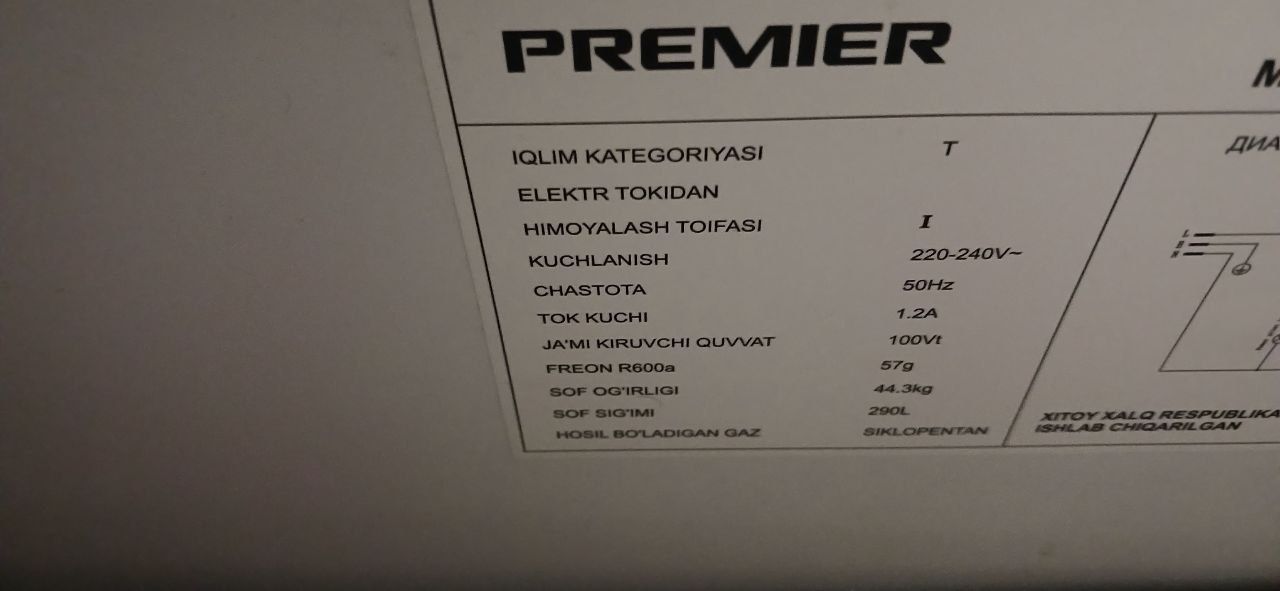 PREMIER
IQLIM KATEGORIYASI T
ELEKTR TOKIDAN
HIMOYALASH TOIFASI I
KUCHLANISH 220-240V~
CHASTOTA 50Hz
TOK KUCHI 1.2A
JA'MI KIRUVCHI QUVVAT 100Vt
FREON R600a 57g
SOF OG'IRLIGI 44.3kg
SOF SIG'IMI 290L
HOSIL BO'LADIGAN GAZ SIKLOPENTAN
L
N
XITOY XALQ RESPUBLIKA
ISHLAB CHIQARILGAN